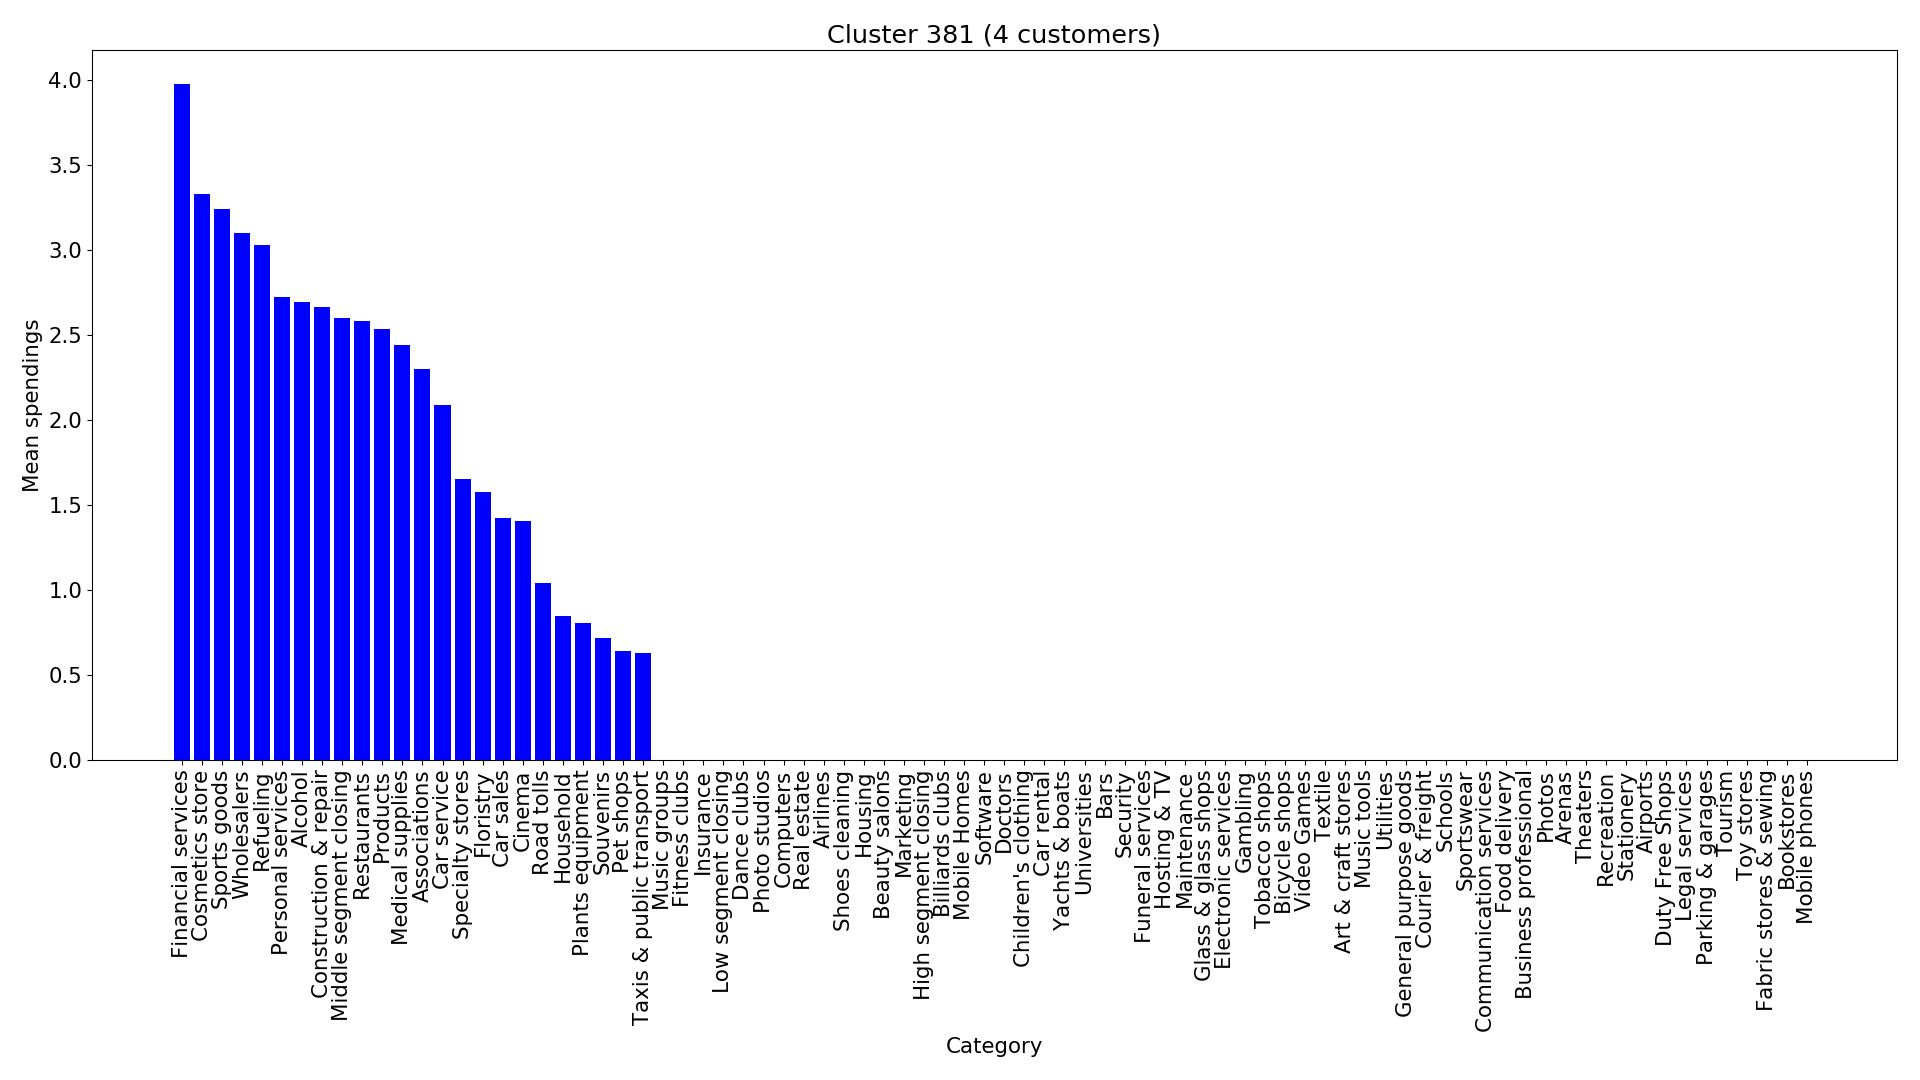 Cluster 381 (4 customers)
Mean spendings
4.0
3.5
3.0
2.5
2.0
1.5
1.0
0.5
0.0
Financial services
Cosmetics store
Sports goods
Wholesalers
Refueling
Personal services
Alcohol
Construction & repair
Middle segment closing
Restaurants
Products
Medical supplies
Associations
Car service
Specialty stores
Floristry
Car sales
Cinema
Road tolls
Household
Plants equipment
Souvenirs
Pet shops
Taxis & public transport
Music groups
Fitness clubs
Insurance
Low segment closing
Dance clubs
Photo studios
Computers
Real estate
Airlines
Shoes cleaning
Housing
Beauty salons
Marketing
High segment closing
Billiards clubs
Mobile Homes
Software
Doctors
Children's clothing
Car rental
Yachts & boats
Universities
Bars
Security
Funeral services
Hosting & TV
Maintenance
Glass & glass shops
Electronic services
Gambling
Tobacco shops
Bicycle shops
Video Games
Textile
Art & craft stores
Music tools
Utilities
General purpose goods
Courier & freight
Schools
Sportswear
Communication services
Food delivery
Business professional
Photos
Arenas
Theaters
Recreation
Stationery
Airports
Duty Free Shops
Legal services
Parking & garages
Tourism
Toy stores
Fabric stores & sewing
Bookstores
Mobile phones
Category